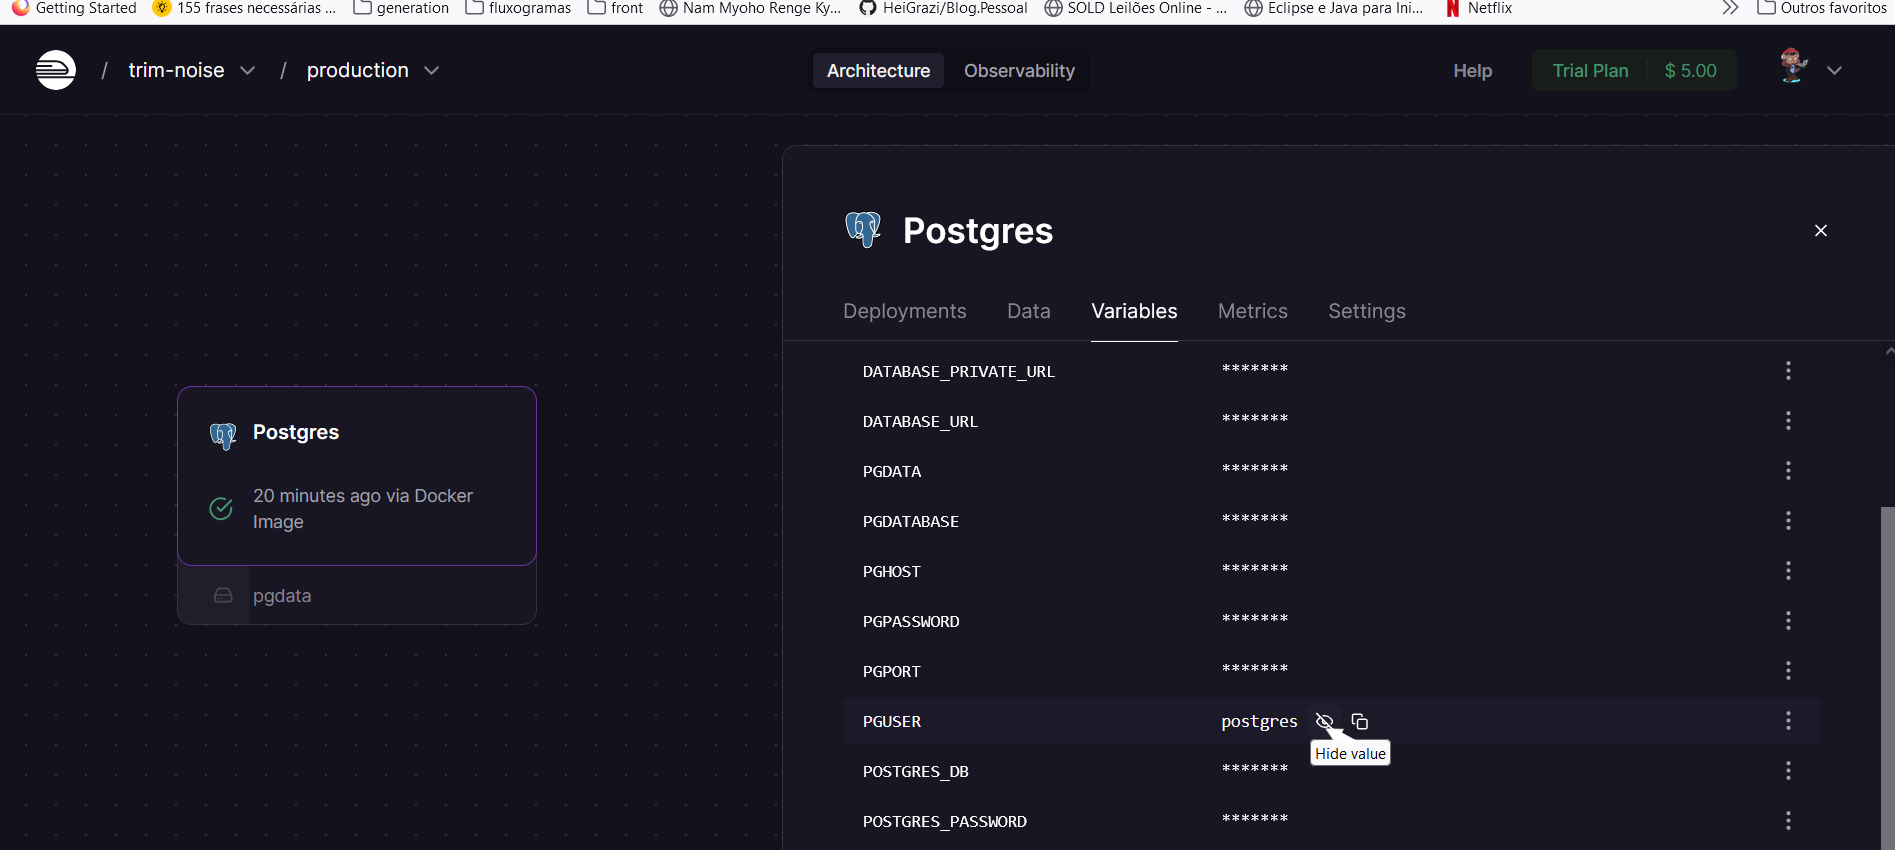 Getting Started 155 frases necessárias ... generation fluxogramas front Nam Myoho Renge Ky... HeiGrazi/Blog.Pessoal SOLD Leilões Online - ... Eclipse e Java para Ini... Netflix Outros favoritos
/ trim-noise / production Architecture Observability Help Trial Plan $ 5.00
Postgres
Deployments Data Variables Metrics Settings
DATABASE_PRIVATE_URL *******
DATABASE_URL *******
PGDATA *******
PGDATABASE *******
PGHOST *******
PGPASSWORD *******
PGPORT *******
PGUSER postgres
Hide value
POSTGRES_DB *******
POSTGRES_PASSWORD *******
Postgres
20 minutes ago via Docker
Image
pgdata